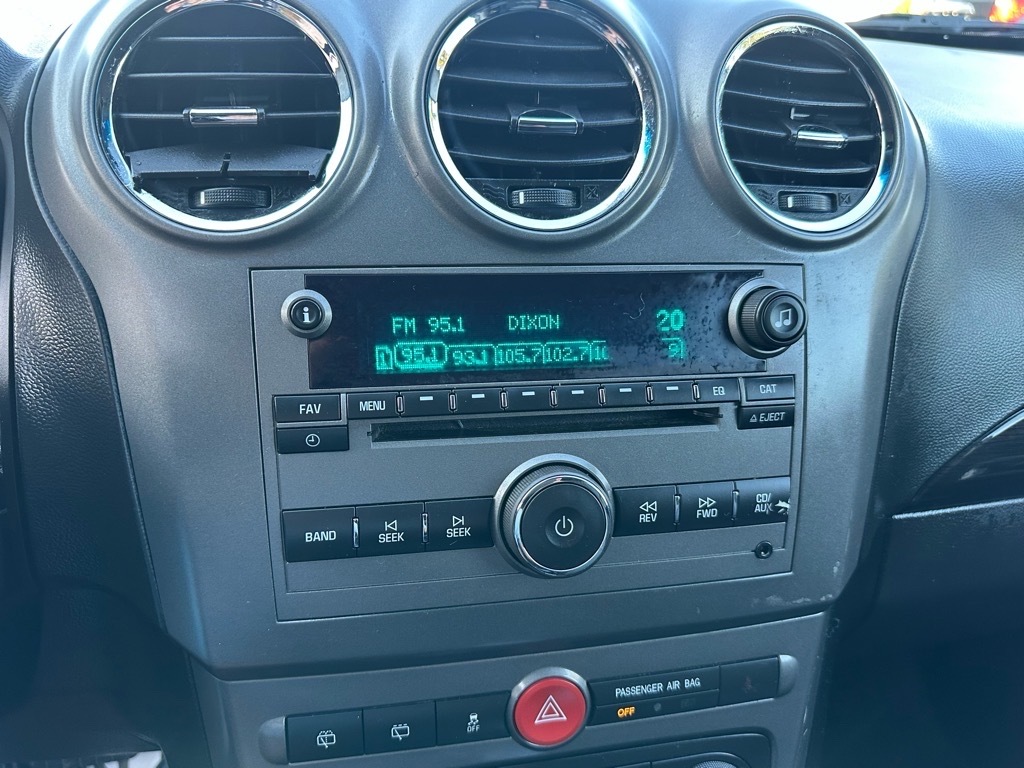 FM 95.1 DIXON 20
95.1 93.1 105.7 102.7
FAV MENU EQ CAT
EJECT
BAND SEEK SEEK REV FWD CD/AUX
PASSENGER AIR BAG
OFF
OFF